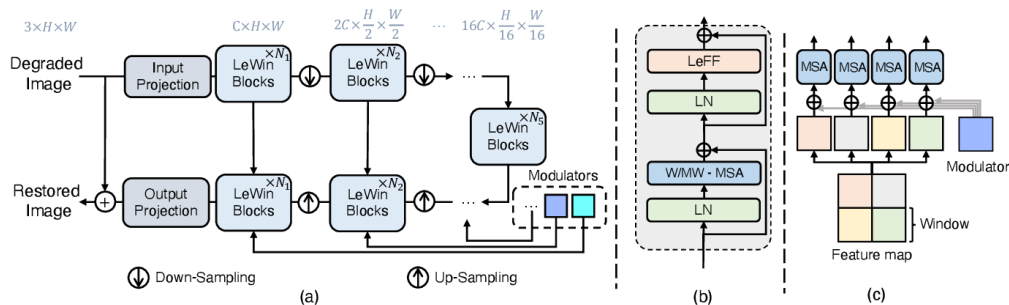 3×H×W
C×H×W
2C×H/2×W/2
···
16C×H/16×W/16
Degraded Image
Input Projection
LeWin Blocks ×N₁
LeWin Blocks ×N₂
...
LeWin Blocks ×N₅
Restored Image
Output Projection
LeWin Blocks ×N₁
LeWin Blocks ×N₂
...
Modulators
...
Down-Sampling
Up-Sampling
(a)
LeFF
LN
W/MW - MSA
LN
(b)
MSA
MSA
MSA
MSA
Modulator
Window
Feature map
(c)